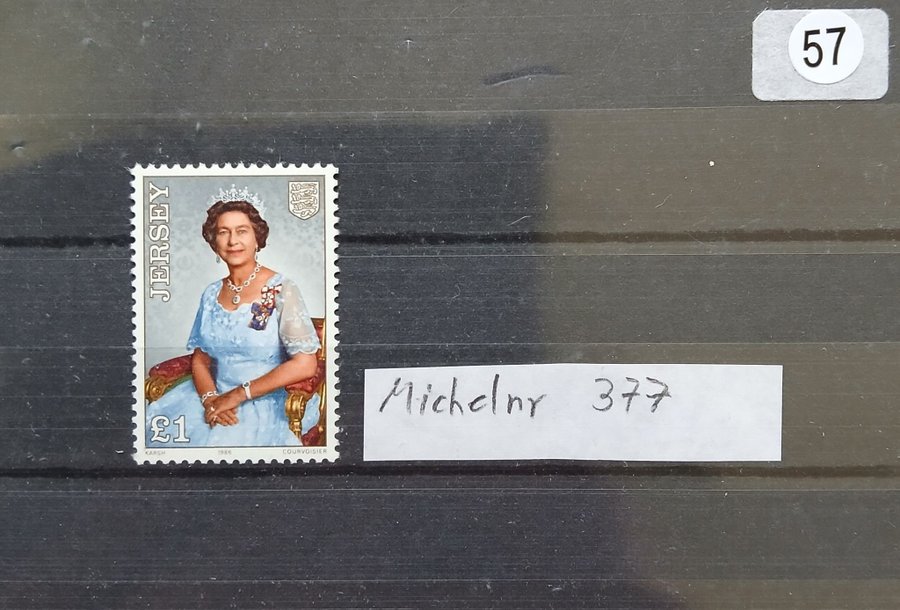 57
JERSEY
£1
KARSH 1986 COURVOISIER
Michelnr 377